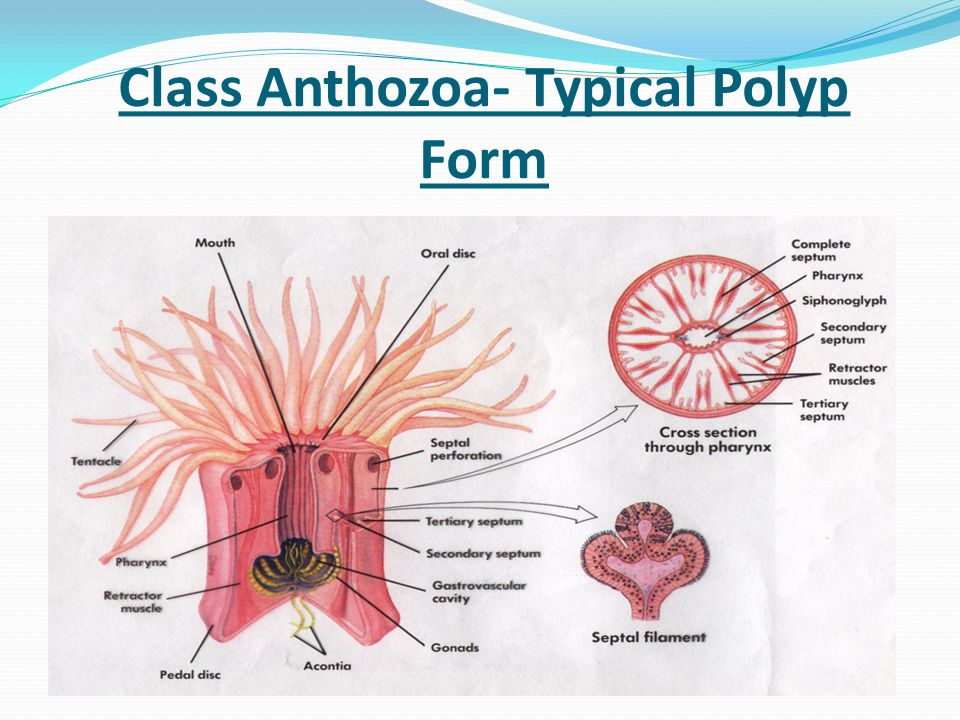 Class Anthozoa- Typical Polyp
Form
Mouth
Oral disc
Tentacle
Septal
perforation
Tertiary septum
Secondary septum
Gastrovascular
cavity
Gonads
Acontia
Pedal disc
Retractor
muscle
Pharynx
Complete
septum
Pharynx
Siphonoglyph
Secondary
septum
Retractor
muscles
Tertiary
septum
Cross section
through pharynx
Septal filament